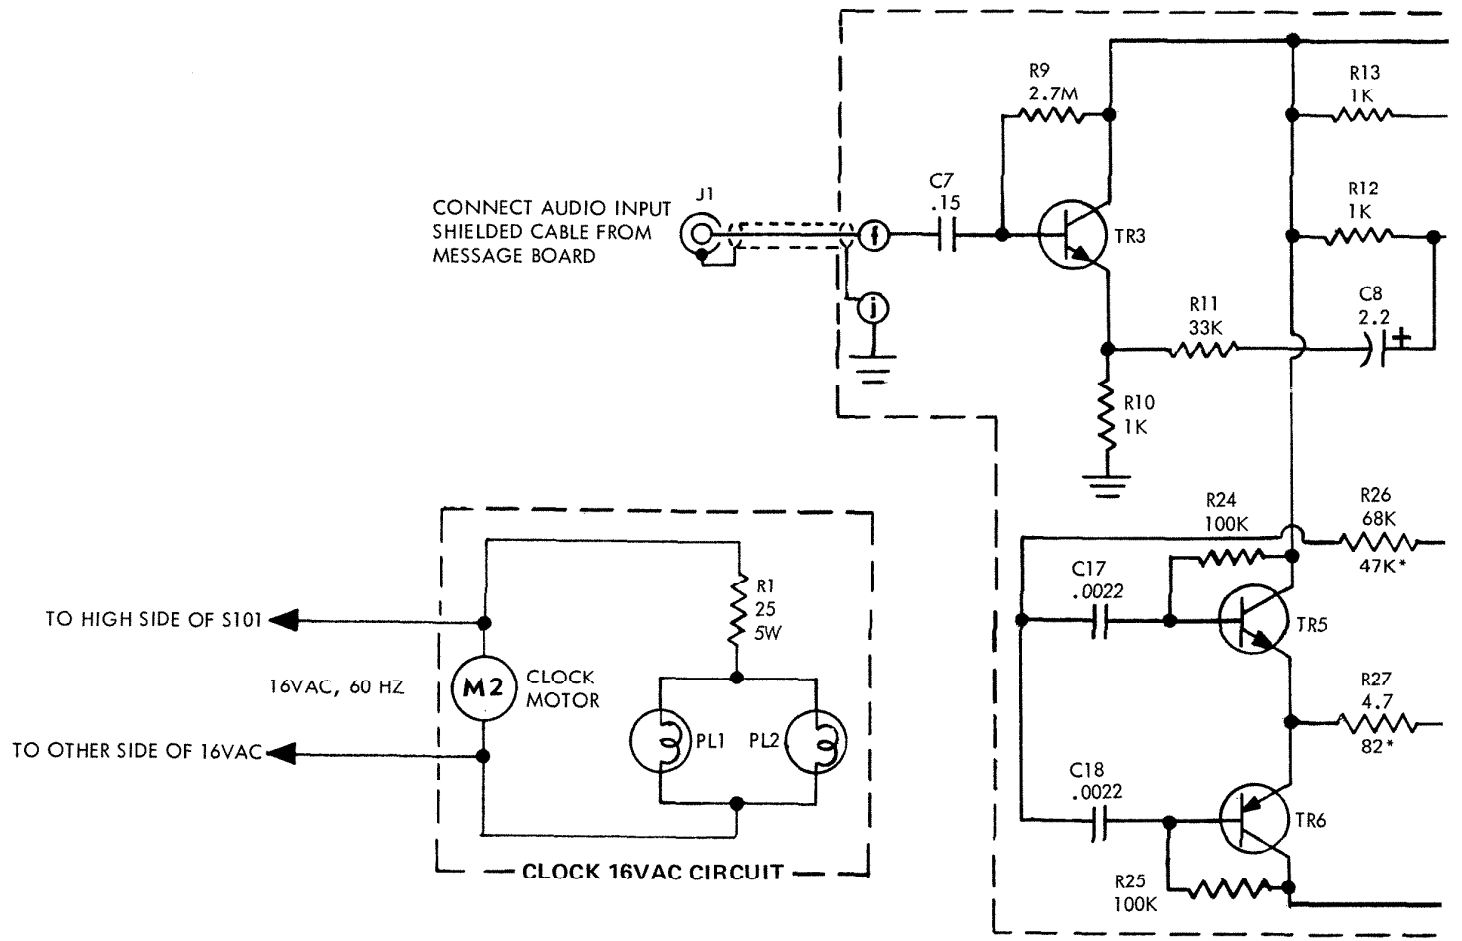 R9
2.7M
R13
1K
C7
.15
J1
CONNECT AUDIO INPUT
SHIELDED CABLE FROM
MESSAGE BOARD
f
TR3
R12
1K
j
R11
33K
C8
2.2
+
R10
1K
R24
100K
R26
68K
47K*
C17
.0022
TR5
R27
4.7
82*
C18
.0022
TR6
R25
100K
TO HIGH SIDE OF S101
16VAC, 60 HZ
TO OTHER SIDE OF 16VAC
M2
CLOCK
MOTOR
R1
25
5W
PL1
PL2
CLOCK 16VAC CIRCUIT